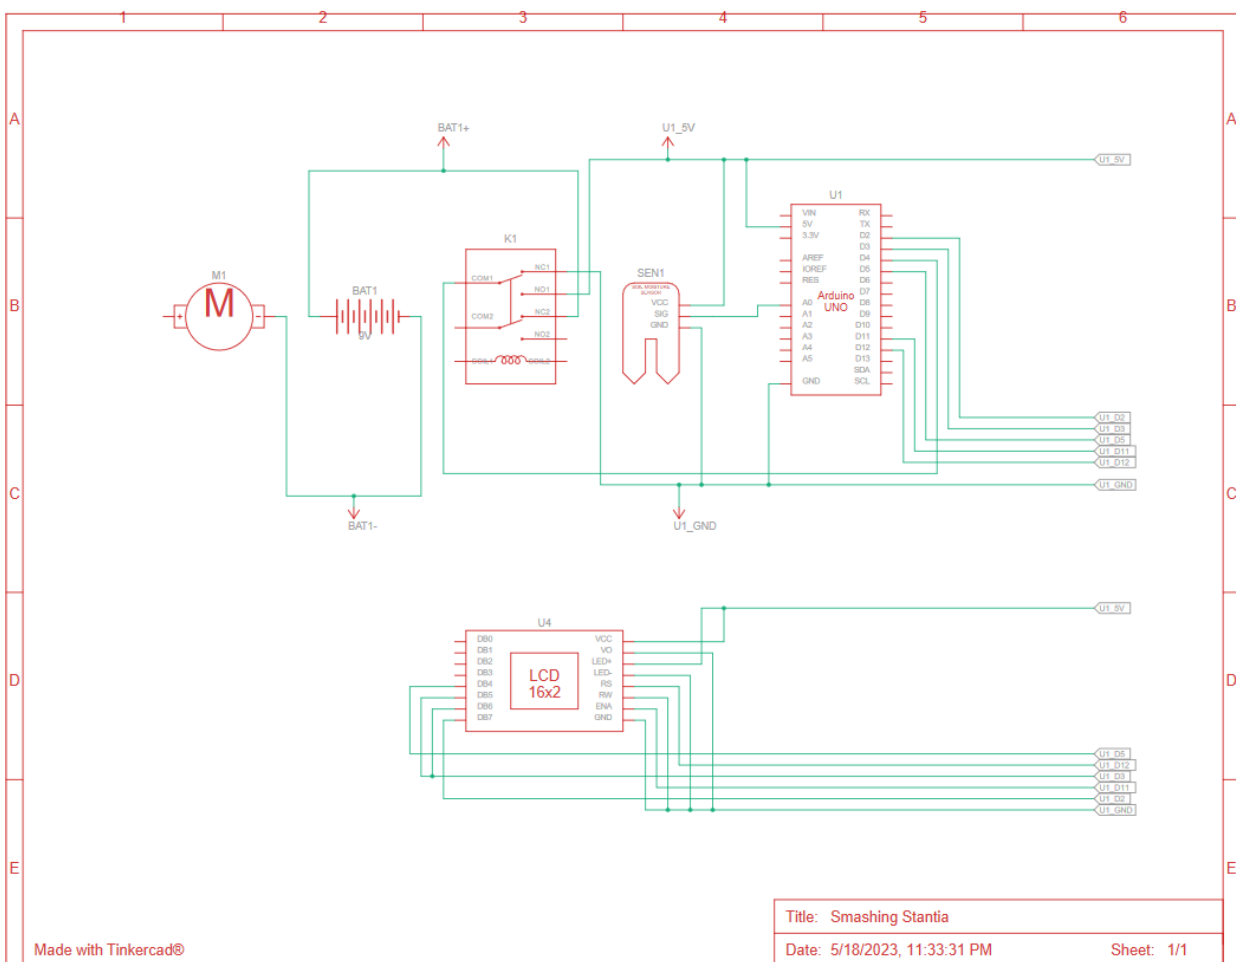 1 2 3 4 5 6
A A
BAT1+ U1_5V
U1_5V
U1
VIN RX
5V TX
3.3V D2
D3
AREF D4
IOREF D5
RES D6
D7
A0 D8
A1 D9
A2 D10
A3 D11
A4 D12
A5 D13
SDA
GND SCL
Arduino
UNO
K1
COM1 NC1
NO1
COM2 NC2
NO2
COIL1 COIL2
SEN1
SOIL MOISTURE
SENSOR
VCC
SIG
GND
B B
M1
M
+ -
BAT1
9V
U1_D2
U1_D3
U1_D5
U1_D11
U1_D12
U1_GND
C C
BAT1- U1_GND
U1_5V
U4
DB0 VCC
DB1 VO
DB2 LED+
DB3 LED-
DB4 RS
DB5 RW
DB6 ENA
DB7 GND
LCD
16x2
D D
U1_D5
U1_D12
U1_D3
U1_D11
U1_D2
U1_GND
E E
Title: Smashing Stantia
Made with Tinkercad®
Date: 5/18/2023, 11:33:31 PM Sheet: 1/1